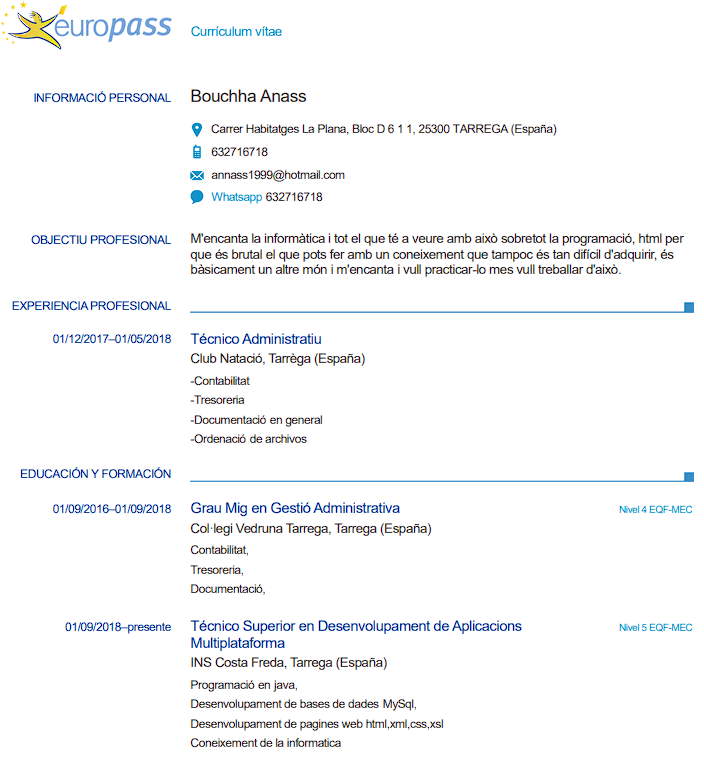 europass Currículum vítae
INFORMACIÓ PERSONAL Bouchha Anass
Carrer Habitatges La Plana, Bloc D 6 1 1, 25300 TARREGA (España)
632716718
annass1999@hotmail.com
Whatsapp 632716718
OBJECTIU PROFESIONAL M'encanta la informàtica i tot el que té a veure amb això sobretot la programació, html per
que és brutal el que pots fer amb un coneixement que tampoc és tan difícil d'adquirir, és
bàsicament un altre món i m'encanta i vull practicar-lo mes vull treballar d'això.
EXPERIENCIA PROFESIONAL
01/12/2017–01/05/2018 Técnico Administratiu
Club Natació, Tarrèga (España)
-Contabilitat
-Tresoreria
-Documentació en general
-Ordenació de archivos
EDUCACIÓN Y FORMACIÓN
01/09/2016–01/09/2018 Grau Mig en Gestió Administrativa Nivel 4 EQF-MEC
Col·legi Vedruna Tarrega, Tarrega (España)
Contabilitat,
Tresoreria,
Documentació,
01/09/2018–presente Técnico Superior en Desenvolupament de Aplicacions Nivel 5 EQF-MEC
Multiplataforma
INS Costa Freda, Tarrega (España)
Programació en java,
Desenvolupament de bases de dades MySql,
Desenvolupament de pagines web html,xml,css,xsl
Coneixement de la informatica